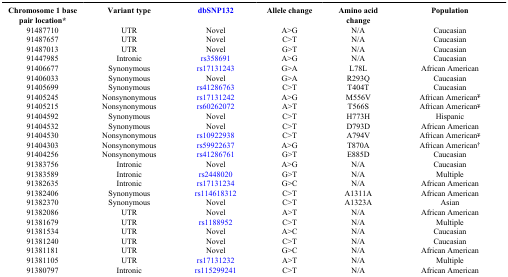 Chromosome 1 base pair location* Variant type dbSNP132 Allele change Amino acid change Population
91487710 UTR Novel A>G N/A Caucasian
91487657 UTR Novel C>T N/A Caucasian
91487013 UTR Novel G>T N/A Caucasian
91447985 Intronic rs358691 A>G N/A Caucasian
91406677 Synonymous rs17131243 G>A L78L African American
91406033 Synonymous Novel G>A R293Q Caucasian
91405699 Synonymous rs41286763 C>T T404T Caucasian
91405245 Nonsynonymous rs17131242 A>G M556V African American‡
91405215 Nonsynonymous rs60262072 A>T T566S African American‡
91404592 Synonymous Novel C>T H773H Hispanic
91404532 Synonymous Novel C>T D793D African American
91404530 Nonsynonymous rs10922938 C>T A794V African American‡
91404303 Nonsynonymous rs59922637 A>G T870A African American†
91404256 Nonsynonymous rs41286761 G>T E885D Caucasian
91383756 Intronic Novel A>G N/A Caucasian
91383589 Intronic rs2448020 G>T N/A Multiple
91382635 Intronic rs17131234 G>C N/A African American
91382406 Synonymous rs114618312 C>T A1311A African American
91382370 Synonymous Novel C>T A1323A Asian
91382086 UTR Novel A>T N/A African American
91381679 UTR rs1188952 C>T N/A Multiple
91381534 UTR Novel A>C N/A Caucasian
91381240 UTR Novel C>T N/A Caucasian
91381181 UTR Novel G>C N/A African American
91381105 UTR rs17131232 A>T N/A Multiple
91380797 Intronic rs115299241 C>T N/A African American